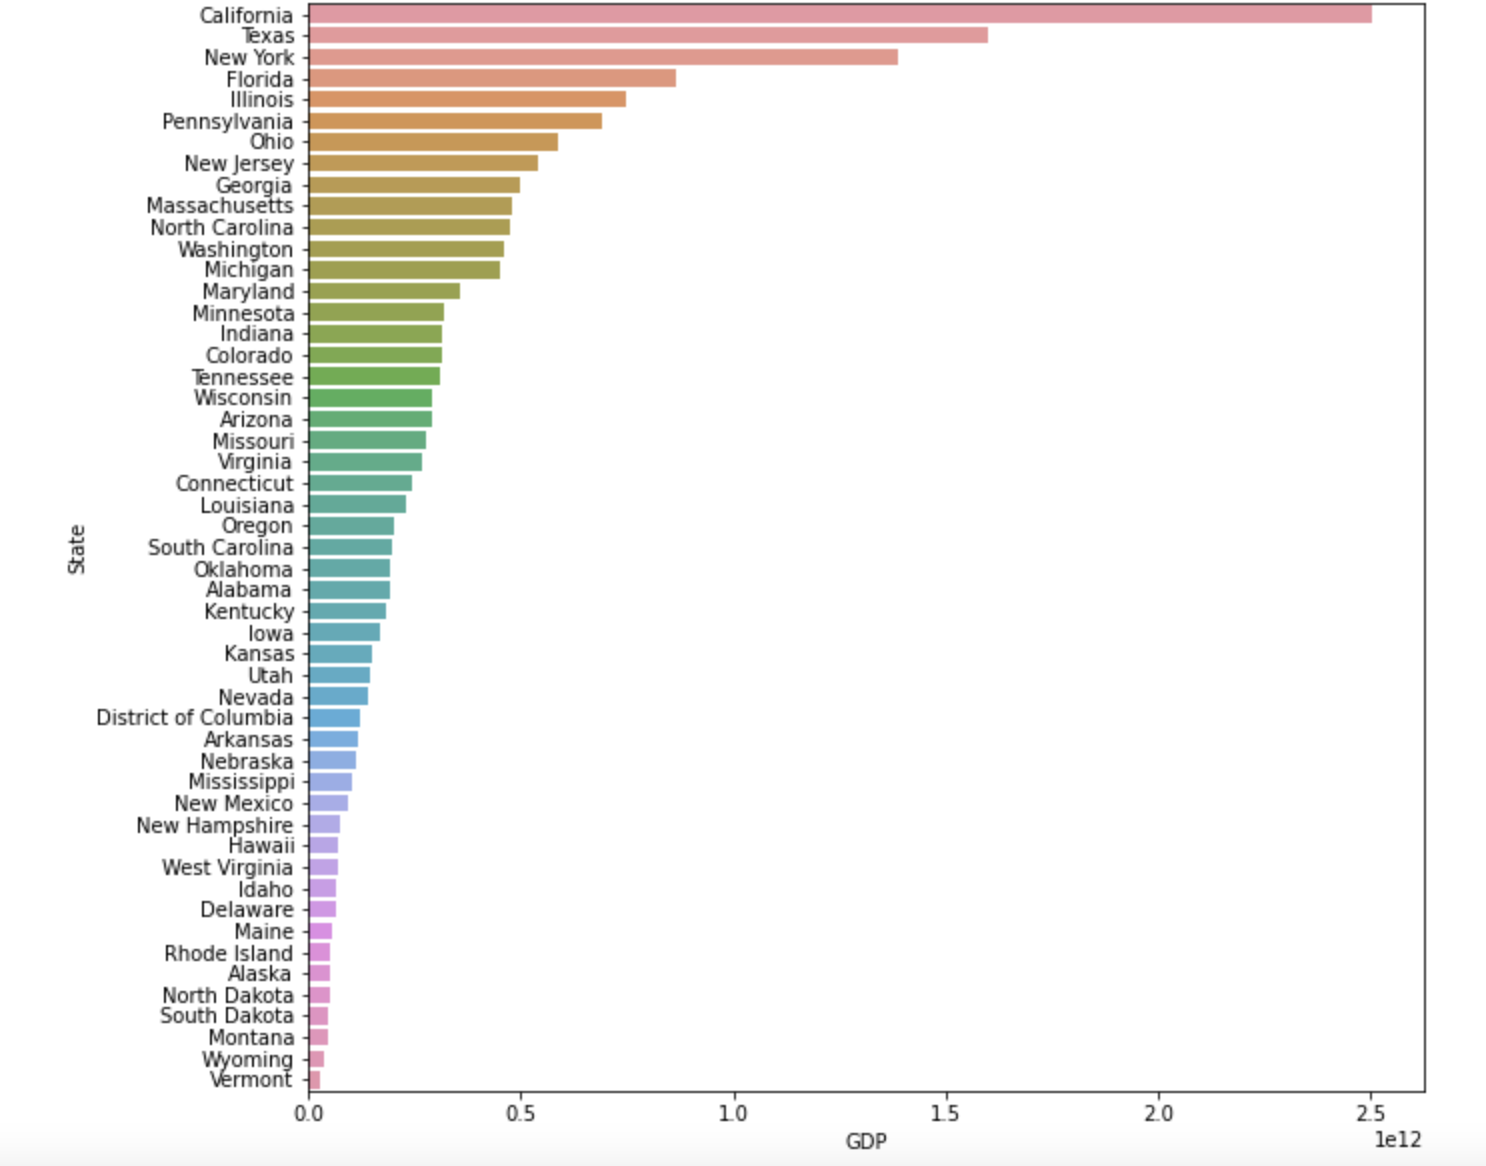 California
Texas
New York
Florida
Illinois
Pennsylvania
Ohio
New Jersey
Georgia
Massachusetts
North Carolina
Washington
Michigan
Maryland
Minnesota
Indiana
Colorado
Tennessee
Wisconsin
Arizona
Missouri
Virginia
Connecticut
Louisiana
Oregon
State
South Carolina
Oklahoma
Alabama
Kentucky
Iowa
Kansas
Utah
Nevada
District of Columbia
Arkansas
Nebraska
Mississippi
New Mexico
New Hampshire
Hawaii
West Virginia
Idaho
Delaware
Maine
Rhode Island
Alaska
North Dakota
South Dakota
Montana
Wyoming
Vermont
0.0 0.5 1.0 1.5 2.0 2.5
GDP
1e12